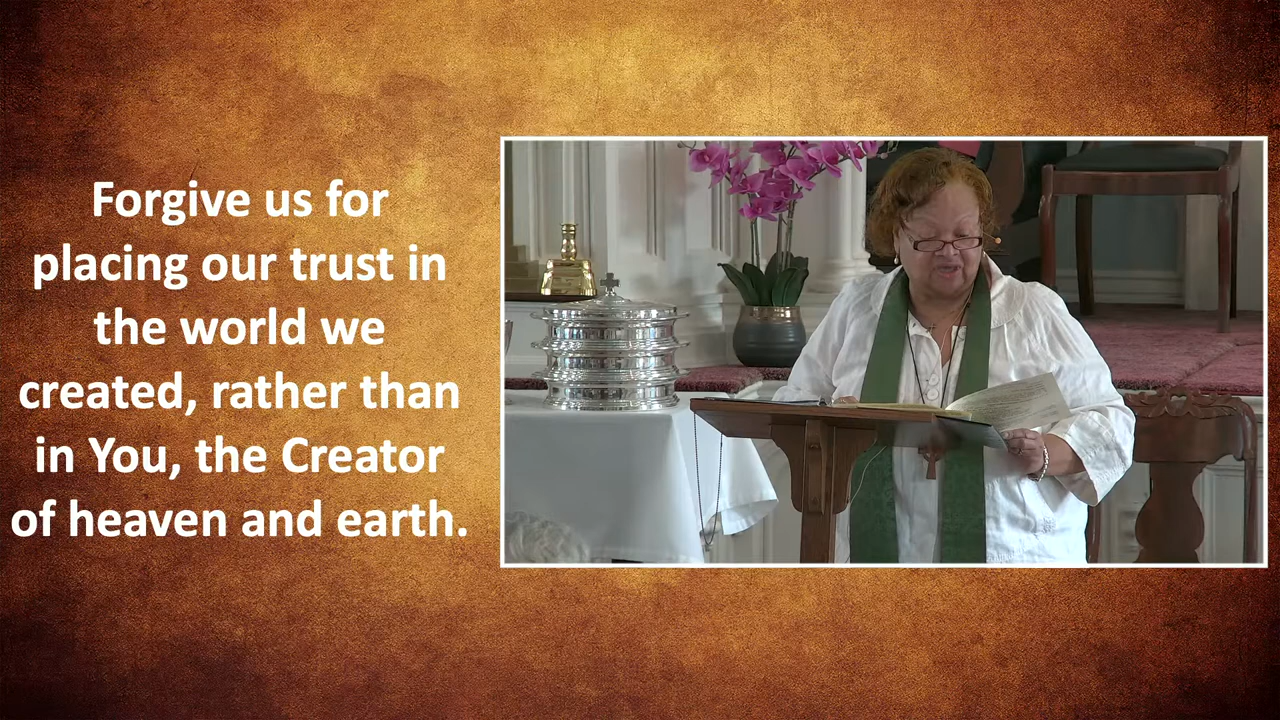 Forgive us for
placing our trust in
the world we
created, rather than
in You, the Creator
of heaven and earth.